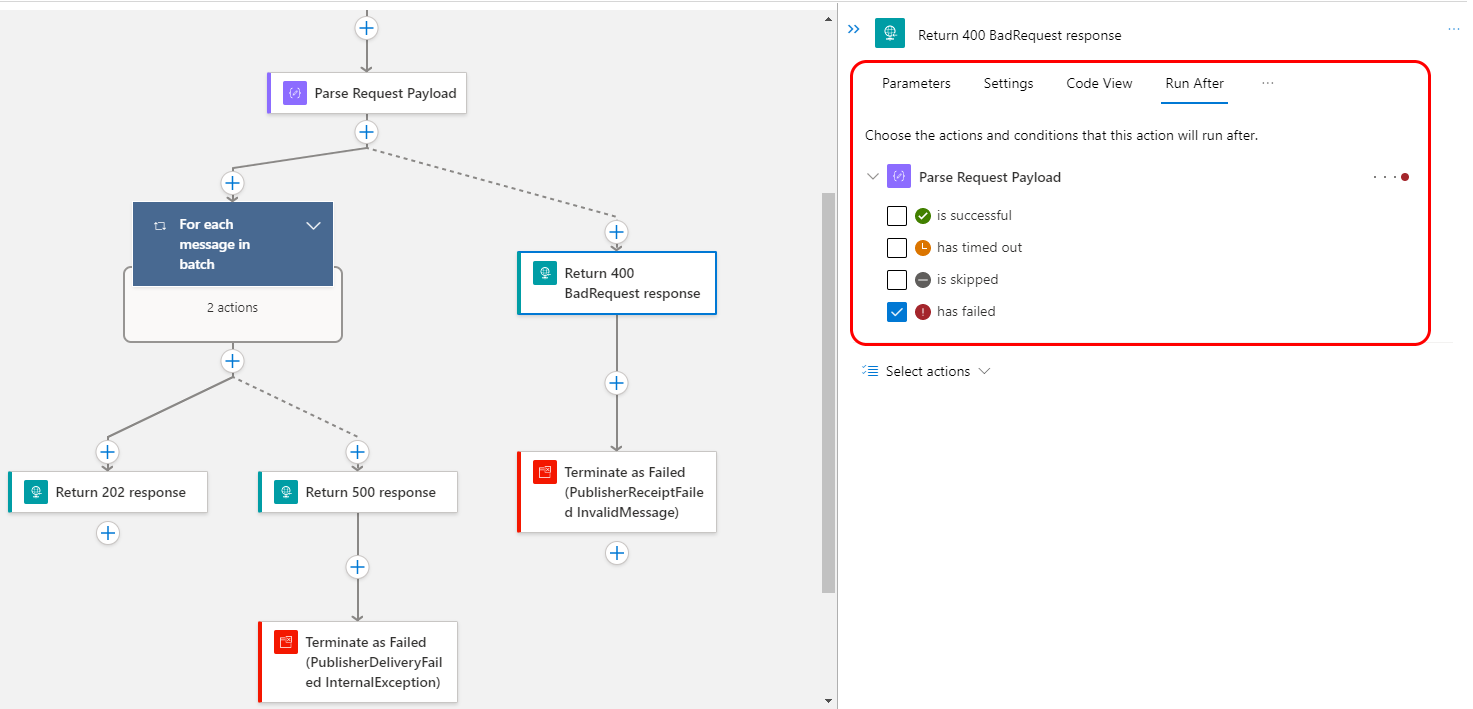 Parse Request Payload
For each
message in
batch
2 actions
Return 400
BadRequest response
Return 202 response
Return 500 response
Terminate as Failed
(PublisherReceiptFaile
d InvalidMessage)
Terminate as Failed
(PublisherDeliveryFail
ed InternalException)
Return 400 BadRequest response
Parameters Settings Code View Run After ...
Choose the actions and conditions that this action will run after.
Parse Request Payload
is successful
has timed out
is skipped
has failed
Select actions